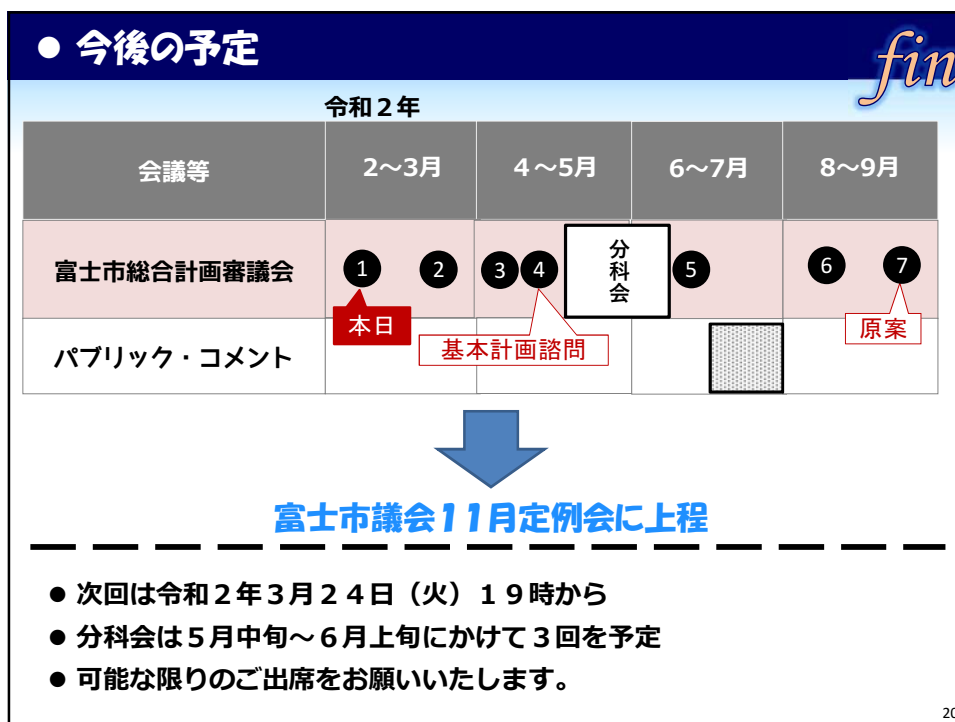 ● 今後の予定
fin
令和２年
会議等
2～3月
４～5月
6～7月
8～9月
富士市総合計画審議会
1
2
3
4
分科会
5
6
7
本日
基本計画諮問
原案
パブリック・コメント
富士市議会11月定例会に上程
● 次回は令和２年３月２４日（火）１９時から
● 分科会は５月中旬～６月上旬にかけて３回を予定
● 可能な限りのご出席をお願いいたします。
20